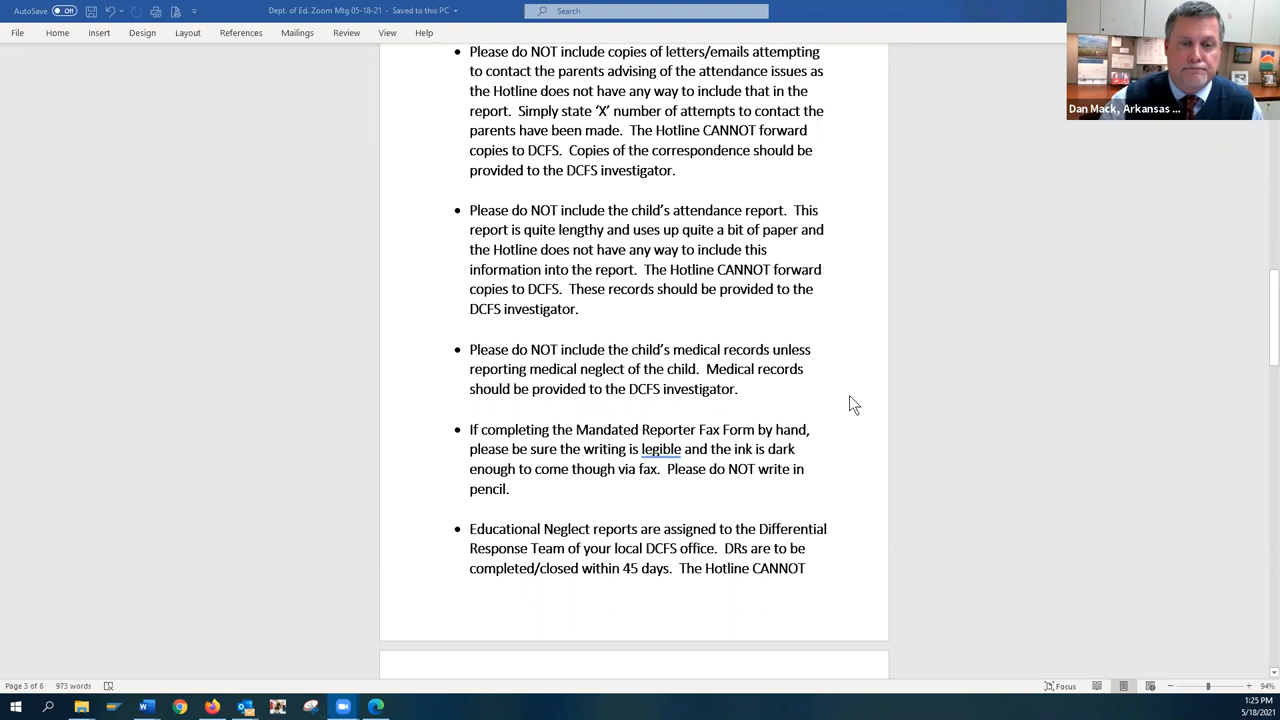 AutoSave Off
Dept. of Ed. Zoom Mtg 05-18-21 - Saved to this PC
Search
File Home Insert Design Layout References Mailings Review View Help
Dan Mack, Arkansas ...
• Please do NOT include copies of letters/emails attempting
to contact the parents advising of the attendance issues as
the Hotline does not have any way to include that in the
report. Simply state ‘X’ number of attempts to contact the
parents have been made. The Hotline CANNOT forward
copies to DCFS. Copies of the correspondence should be
provided to the DCFS investigator.
• Please do NOT include the child’s attendance report. This
report is quite lengthy and uses up quite a bit of paper and
the Hotline does not have any way to include this
information into the report. The Hotline CANNOT forward
copies to DCFS. These records should be provided to the
DCFS investigator.
• Please do NOT include the child’s medical records unless
reporting medical neglect of the child. Medical records
should be provided to the DCFS investigator.
• If completing the Mandated Reporter Fax Form by hand,
please be sure the writing is legible and the ink is dark
enough to come though via fax. Please do NOT write in
pencil.
• Educational Neglect reports are assigned to the Differential
Response Team of your local DCFS office. DRs are to be
completed/closed within 45 days. The Hotline CANNOT
Page 3 of 6 973 words
Focus
94%
1:25 PM
5/18/2021